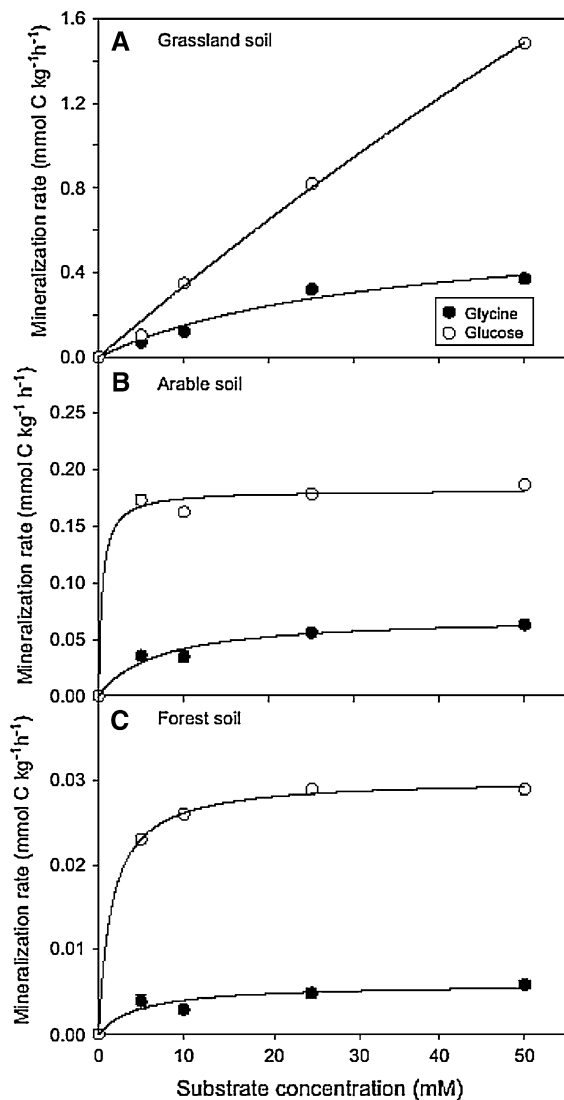 A Grassland soil
Mineralization rate (mmol C kg⁻¹h⁻¹)
1.6
1.2
0.8
0.4
0.0
Glycine
Glucose
B Arable soil
Mineralization rate (mmol C kg⁻¹ h⁻¹)
0.25
0.20
0.15
0.10
0.05
0.00
C Forest soil
Mineralization rate (mmol C kg⁻¹h⁻¹)
0.03
0.02
0.01
0.00
0 10 20 30 40 50
Substrate concentration (mM)